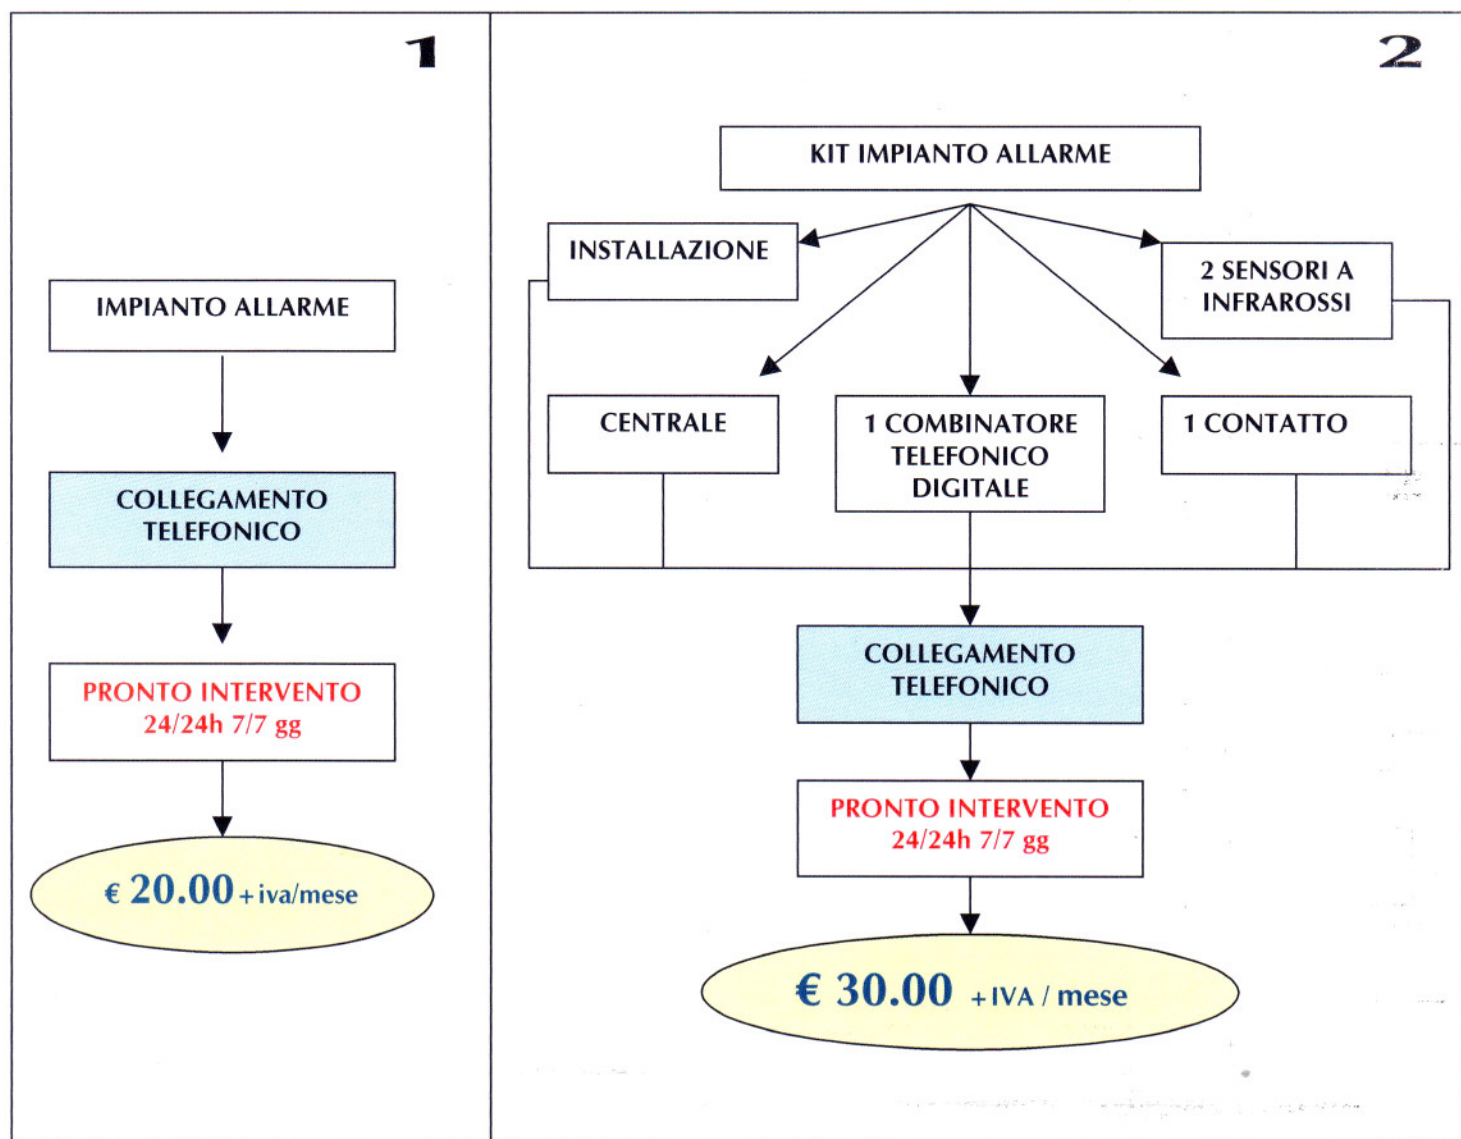 1
IMPIANTO ALLARME
COLLEGAMENTO
TELEFONICO
PRONTO INTERVENTO
24/24h 7/7 gg
€ 20.00 + iva/mese
2
KIT IMPIANTO ALLARME
INSTALLAZIONE
2 SENSORI A
INFRAROSSI
CENTRALE
1 COMBINATORE
TELEFONICO
DIGITALE
1 CONTATTO
COLLEGAMENTO
TELEFONICO
PRONTO INTERVENTO
24/24h 7/7 gg
€ 30.00 + IVA / mese